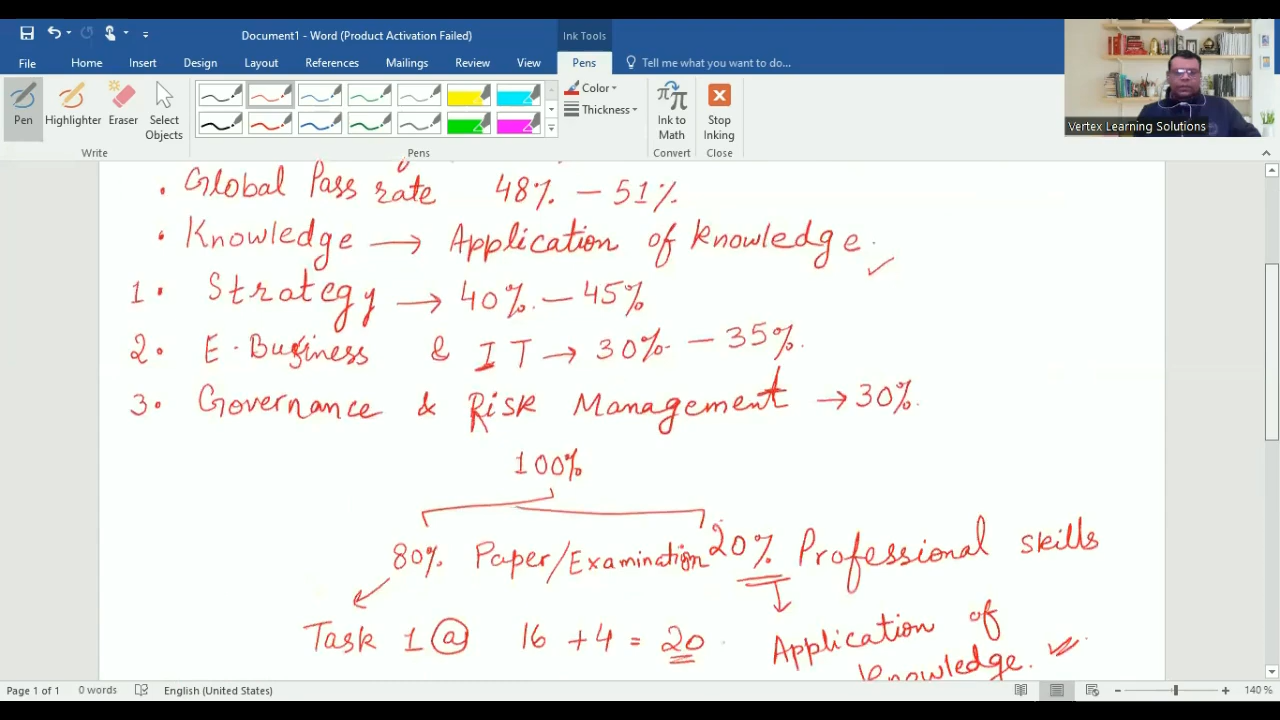 Document1 - Word (Product Activation Failed)
Ink Tools
File Home Insert Design Layout References Mailings Review View Pens Tell me what you want to do...
Pen Highlighter Eraser Select Objects
Color
Thickness
Ink to Math
Stop Inking
Write Pens Convert Close
Vertex Learning Solutions
. Global Pass rate 48% - 51%
. Knowledge → Application of knowledge.
1. Strategy → 40% - 45%
2. E-Business & IT → 30% - 35%.
3. Governance & Risk Management → 30%.
100%
80% Paper/Examination 20% Professional skills
Task 1 (a) 16 + 4 = 20 Application of
knowledge.
Page 1 of 1 0 words English (United States) 140 %